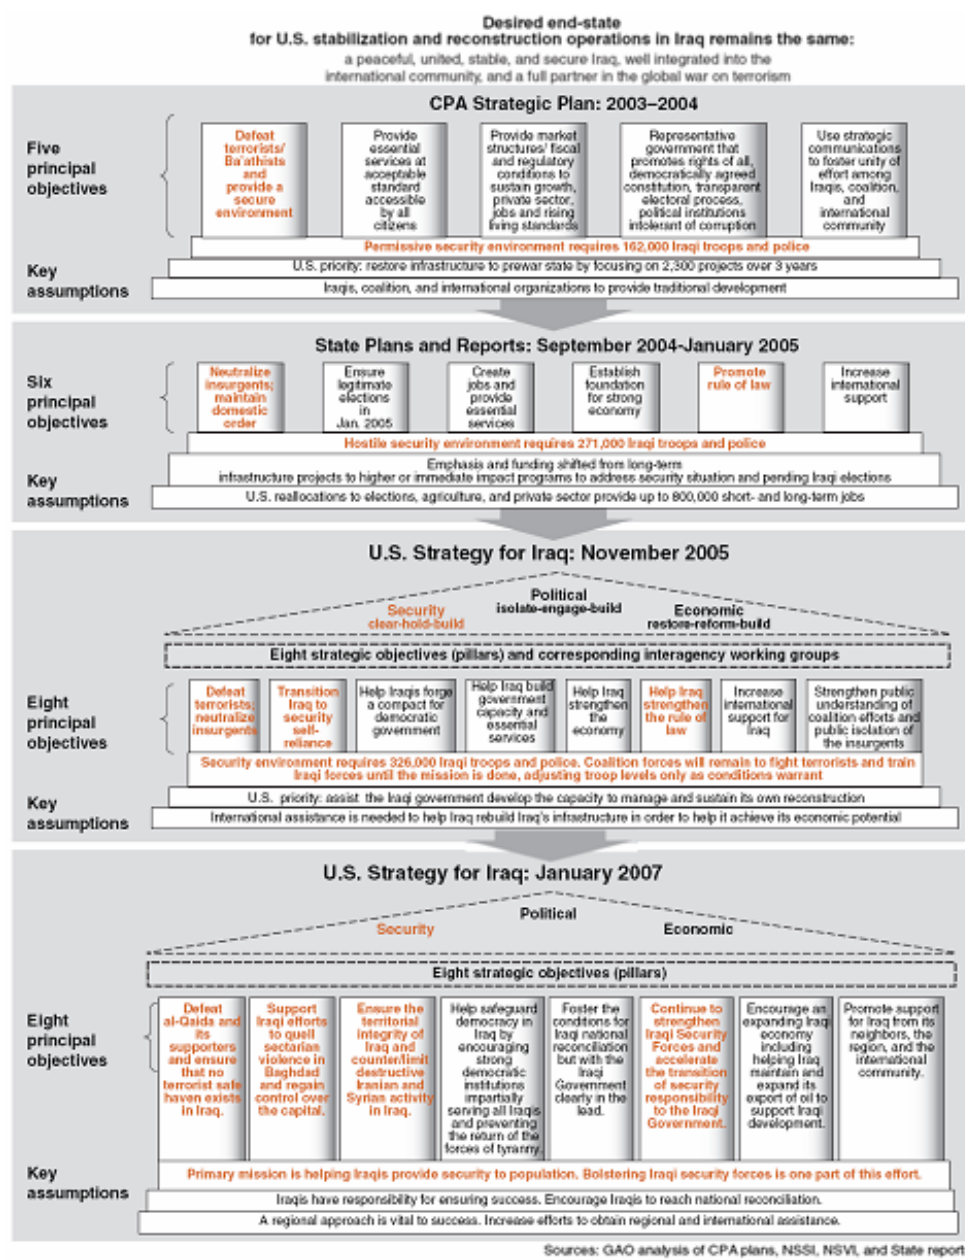 Desired end-state
for U.S. stabilization and reconstruction operations in Iraq remains the same:
a peaceful, united, stable, and secure Iraq, well integrated into the
international community, and a full partner in the global war on terrorism
CPA Strategic Plan: 2003–2004
Five
principal
objectives
Defeat
terrorists/
Ba'athists
and
provide a
secure
environment
Provide
essential
services at
acceptable
standard
accessible
by all
citizens
Provide market
structures/ fiscal
and regulatory
conditions to
sustain growth,
private sector,
jobs and rising
living standards
Representative
government that
promotes rights of all,
democratically agreed
constitution, transparent
electoral process,
political institutions
intolerant of corruption
Use strategic
communications
to foster unity of
effort among
Iraqis, coalition,
and
international
community
Permissive security environment requires 162,000 Iraqi troops and police
Key
assumptions
U.S. priority: restore infrastructure to prewar state by focusing on 2,300 projects over 3 years
Iraqis, coalition, and international organizations to provide traditional development
State Plans and Reports: September 2004-January 2005
Six
principal
objectives
Neutralize
insurgents;
maintain
domestic
order
Ensure
legitimate
elections
in
Jan. 2005
Create
jobs and
provide
essential
services
Establish
foundation
for strong
economy
Promote
rule of law
Increase
international
support
Hostile security environment requires 271,000 Iraqi troops and police
Key
assumptions
Emphasis and funding shifted from long-term
infrastructure projects to higher or immediate impact programs to address security situation and pending Iraqi elections
U.S. reallocations to elections, agriculture, and private sector provide up to 800,000 short- and long-term jobs
U.S. Strategy for Iraq: November 2005
Political
isolate-engage-build
Security
clear-hold-build
Economic
restore-reform-build
Eight strategic objectives (pillars) and corresponding interagency working groups
Eight
principal
objectives
Defeat
terrorists;
neutralize
insurgents
Transition
Iraq to
security
self-
reliance
Help Iraqis forge
a compact for
democratic
government
Help Iraq build
government
capacity and
essential
services
Help Iraq
strengthen
the
economy
Help Iraq
strengthen
the rule of
law
Increase
international
support for
Iraq
Strengthen public
understanding of
coalition efforts and
public isolation of
the insurgents
Security environment requires 326,000 Iraqi troops and police. Coalition forces will remain to fight terrorists and train
Iraqi forces until the mission is done, adjusting troop levels only as conditions warrant
Key
assumptions
U.S. priority: assist the Iraqi government develop the capacity to manage and sustain its own reconstruction
International assistance is needed to help Iraq rebuild Iraq's infrastructure in order to help it achieve its economic potential
U.S. Strategy for Iraq: January 2007
Political
Security
Economic
Eight strategic objectives (pillars)
Eight
principal
objectives
Defeat
al-Qaida and
its
supporters
and ensure
that no
terrorist safe
haven exists
in Iraq.
Support
Iraqi efforts
to quell
sectarian
violence in
Baghdad
and regain
control over
the capital.
Ensure the
territorial
integrity of
Iraq and
counter/limit
destructive
Iranian and
Syrian activity
in Iraq.
Help safeguard
democracy in
Iraq by
encouraging
strong
democratic
institutions
impartially
serving all Iraqis
and preventing
the return of the
forces of tyranny.
Foster the
conditions for
Iraqi national
reconciliation
but with the
Iraqi
Government
clearly in the
lead.
Continue to
strengthen
Iraqi Security
Forces and
accelerate
the transition
of security
responsibility
to the Iraqi
Government.
Encourage an
expanding Iraqi
economy
including
helping Iraq
maintain and
expand its
export of oil to
support Iraqi
development.
Promote support
for Iraq from its
neighbors, the
region, and the
international
community.
Key
assumptions
Primary mission is helping Iraqis provide security to population. Bolstering Iraqi security forces is one part of this effort.
Iraqis have responsibility for ensuring success. Encourage Iraqis to reach national reconciliation.
A regional approach is vital to success. Increase efforts to obtain regional and international assistance.
Sources: GAO analysis of CPA plans, NSSI, NSVI, and State report